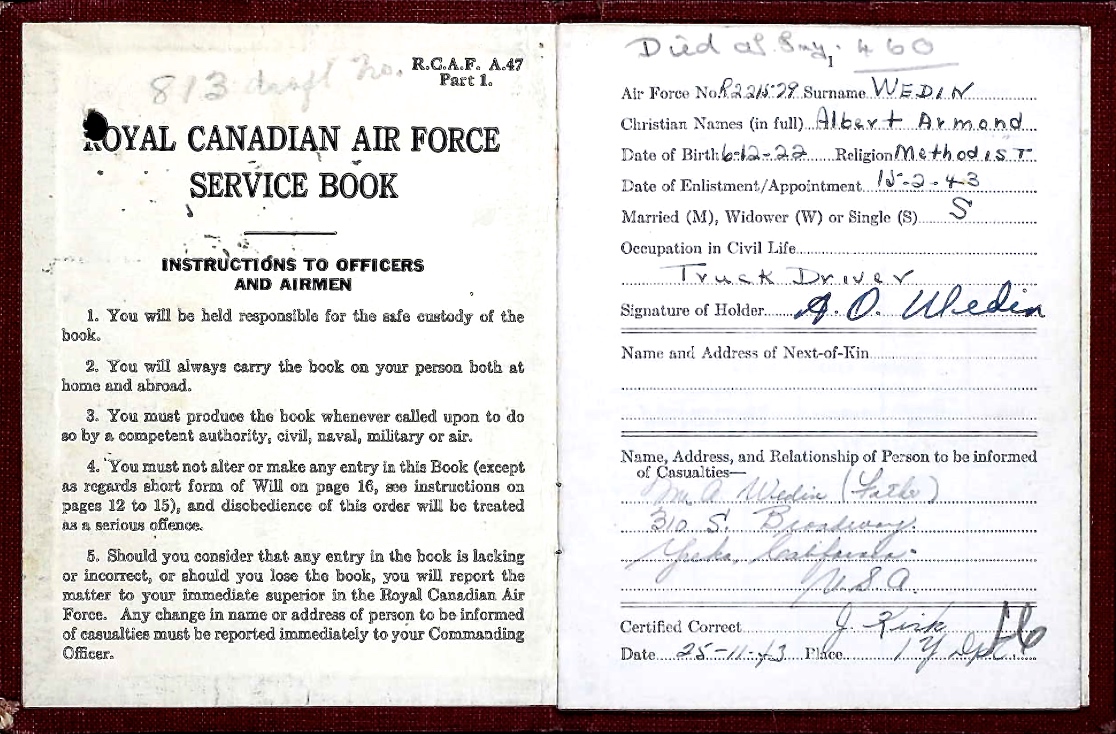 813 draft No.
R.C.A.F. A.47
Part 1.
ROYAL CANADIAN AIR FORCE
SERVICE BOOK
INSTRUCTIONS TO OFFICERS
AND AIRMEN
1. You will be held responsible for the safe custody of the
book.
2. You will always carry the book on your person both at
home and abroad.
3. You must produce the book whenever called upon to do
so by a competent authority, civil, naval, military or air.
4. You must not alter or make any entry in this Book (except
as regards short form of Will on page 16, see instructions on
pages 12 to 15), and disobedience of this order will be treated
as a serious offence.
5. Should you consider that any entry in the book is lacking
or incorrect, or should you lose the book, you will report the
matter to your immediate superior in the Royal Canadian Air
Force. Any change in name or address of person to be informed
of casualties must be reported immediately to your Commanding
Officer.
Died 460
1
Air Force No. R221579 Surname WEDIN
Christian Names (in full) Albert Armond
Date of Birth 6-12-22 Religion Methodist
Date of Enlistment/Appointment 15-2-43
Married (M), Widower (W) or Single (S) S
Occupation in Civil Life
Truck Driver
Signature of Holder A. O. Wedin
Name and Address of Next-of-Kin
Name, Address, and Relationship of Person to be informed
of Casualties—
A Wedin (Father)
310 S. Broadway.
Yreka, California.
U.S.A.
Certified Correct J. Kirk
Date 25-11-43 Place